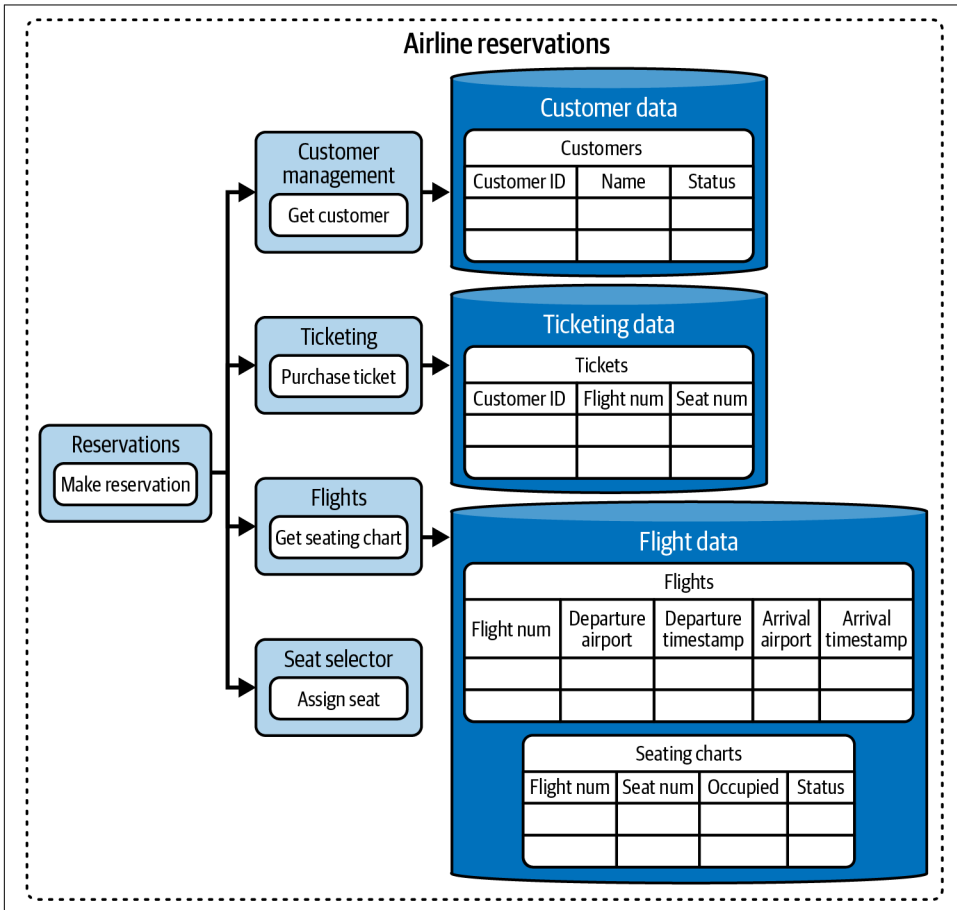 Airline reservations
Reservations
Make reservation
Customer
management
Get customer
Ticketing
Purchase ticket
Flights
Get seating chart
Seat selector
Assign seat
Customer data
Customers
Customer ID Name Status
Ticketing data
Tickets
Customer ID Flight num Seat num
Flight data
Flights
Flight num Departure airport Departure timestamp Arrival airport Arrival timestamp
Seating charts
Flight num Seat num Occupied Status